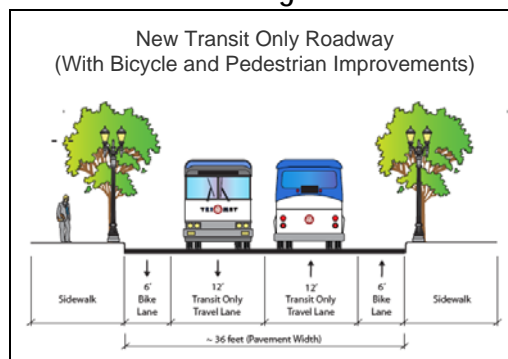 New Transit Only Roadway
(With Bicycle and Pedestrian Improvements)
Sidewalk
6'
Bike
Lane
12'
Transit Only
Travel Lane
12'
Transit Only
Travel Lane
6'
Bike
Lane
Sidewalk
~ 36 feet (Pavement Width)